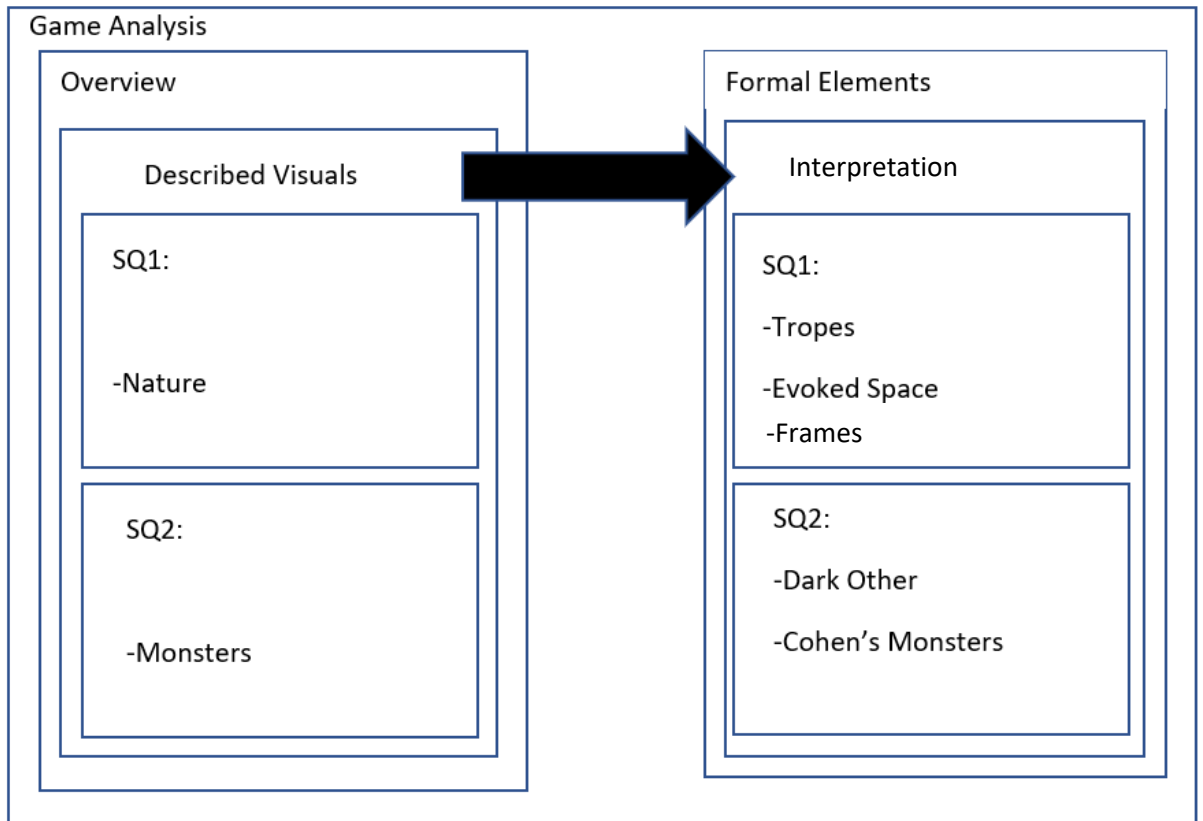 Game Analysis
Overview
Described Visuals
SQ1:
-Nature
SQ2:
-Monsters
Formal Elements
Interpretation
SQ1:
-Tropes
-Evoked Space
-Frames
SQ2:
-Dark Other
-Cohen’s Monsters